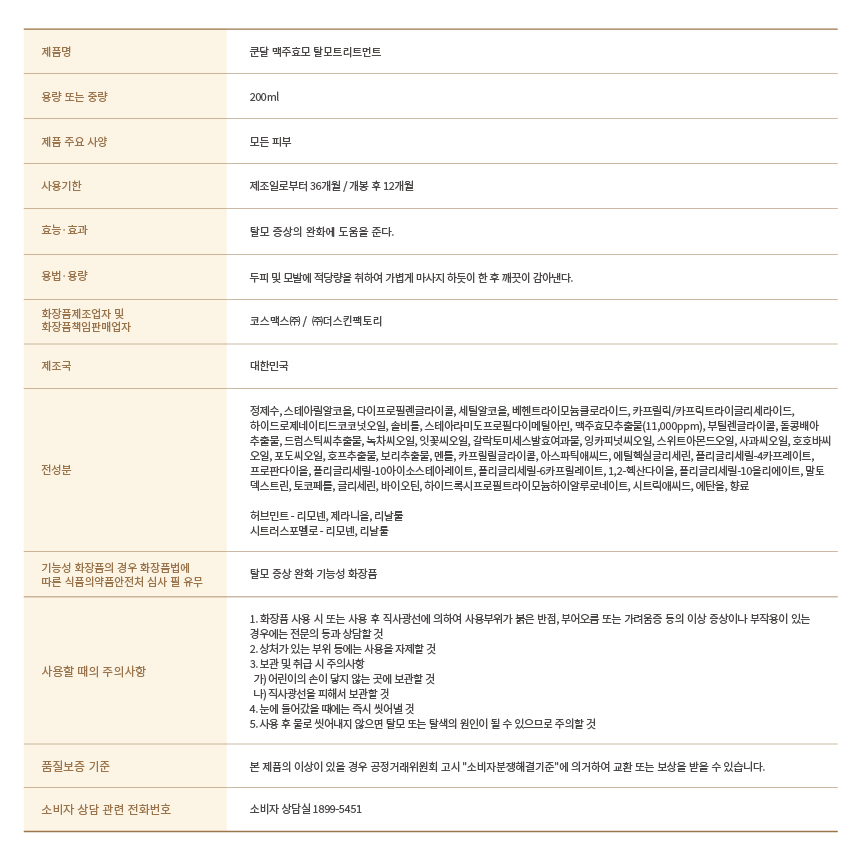 제품명
쿤달 맥주효모 탈모트리트먼트
용량 또는 중량
200ml
제품 주요 사양
모든 피부
사용기한
제조일로부터 36개월 / 개봉 후 12개월
효능·효과
탈모 증상의 완화에 도움을 준다.
용법·용량
두피 및 모발에 적당량을 취하여 가볍게 마사지 하듯이 한 후 깨끗이 감아낸다.
화장품제조업자 및
화장품책임판매업자
코스맥스㈜ / ㈜더스킨팩토리
제조국
대한민국
전성분
정제수, 스테아릴알코올, 다이프로필렌글라이콜, 세틸알코올, 베헨트라이모늄클로라이드, 카프릴릭/카프릭트라이글리세라이드,
하이드로제네이티드코코넛오일, 솔비톨, 스테아라미도프로필다이메틸아민, 맥주효모추출물(11,000ppm), 부틸렌글라이콜, 돌콩배아
추출물, 드럼스틱씨추출물, 녹차씨오일, 잇꽃씨오일, 갈락토미세스발효여과물, 잉카피넛씨오일, 스위트아몬드오일, 사과씨오일, 호호바씨
오일, 포도씨오일, 호프추출물, 보리추출물, 멘톨, 카프릴릴글라이콜, 아스파틱애씨드, 에틸헥실글리세린, 폴리글리세릴-4카프레이트,
프로판다이올, 폴리글리세릴-10아이소스테아레이트, 폴리글리세릴-6카프릴레이트, 1,2-헥산다이올, 폴리글리세릴-10올리에이트, 말토
덱스트린, 토코페롤, 글리세린, 바이오틴, 하이드록시프로필트라이모늄하이알루로네이트, 시트릭애씨드, 에탄올, 향료
허브민트 - 리모넨, 제라니올, 리날룰
시트러스포멜로 - 리모넨, 리날룰
기능성 화장품의 경우 화장품법에
따른 식품의약품안전처 심사 필 유무
탈모 증상 완화 기능성 화장품
사용할 때의 주의사항
1. 화장품 사용 시 또는 사용 후 직사광선에 의하여 사용부위가 붉은 반점, 부어오름 또는 가려움증 등의 이상 증상이나 부작용이 있는
경우에는 전문의 등과 상담할 것
2. 상처가 있는 부위 등에는 사용을 자제할 것
3. 보관 및 취급 시 주의사항
가) 어린이의 손이 닿지 않는 곳에 보관할 것
나) 직사광선을 피해서 보관할 것
4. 눈에 들어갔을 때에는 즉시 씻어낼 것
5. 사용 후 물로 씻어내지 않으면 탈모 또는 탈색의 원인이 될 수 있으므로 주의할 것
품질보증 기준
본 제품의 이상이 있을 경우 공정거래위원회 고시 "소비자분쟁해결기준"에 의거하여 교환 또는 보상을 받을 수 있습니다.
소비자 상담 관련 전화번호
소비자 상담실 1899-5451